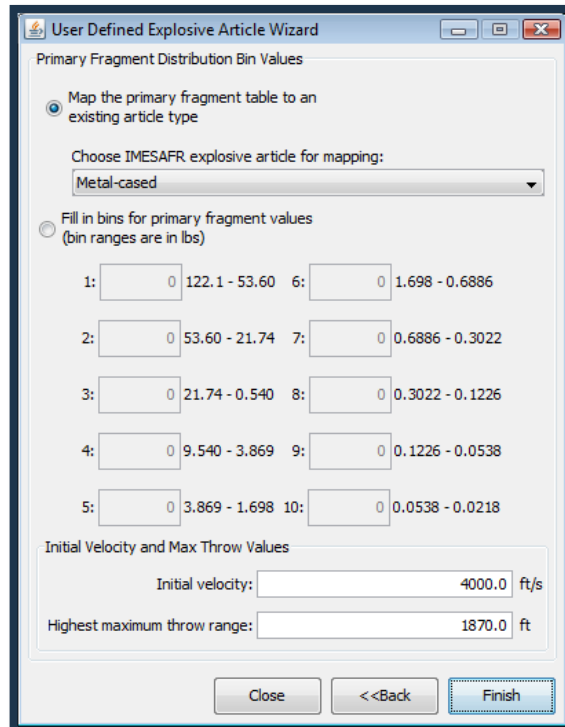 User Defined Explosive Article Wizard
Primary Fragment Distribution Bin Values
Map the primary fragment table to an
existing article type
Choose IMESAFR explosive article for mapping:
Metal-cased
Fill in bins for primary fragment values
(bin ranges are in lbs)
1: 0 122.1 - 53.60 6: 0 1.698 - 0.6886
2: 0 53.60 - 21.74 7: 0 0.6886 - 0.3022
3: 0 21.74 - 0.540 8: 0 0.3022 - 0.1226
4: 0 9.540 - 3.869 9: 0 0.1226 - 0.0538
5: 0 3.869 - 1.698 10: 0 0.0538 - 0.0218
Initial Velocity and Max Throw Values
Initial velocity: 4000.0 ft/s
Highest maximum throw range: 1870.0 ft
Close <<Back Finish